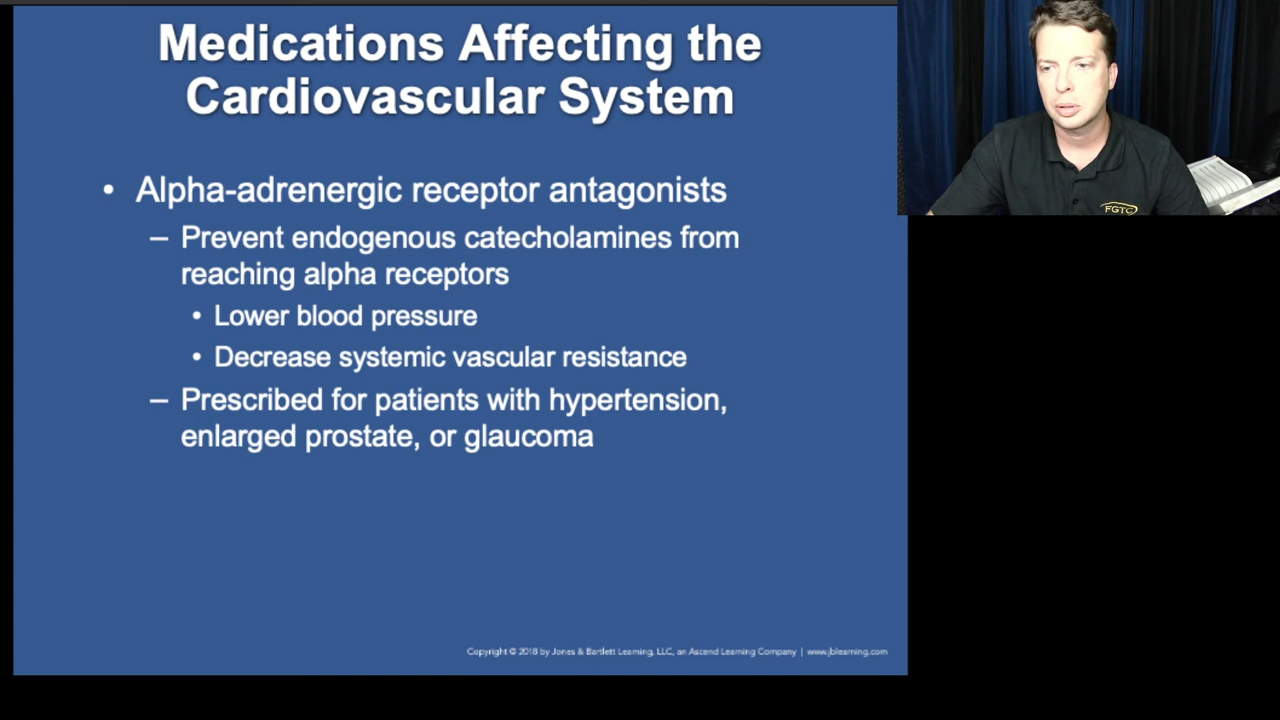 Medications Affecting the
Cardiovascular System
• Alpha-adrenergic receptor antagonists
– Prevent endogenous catecholamines from
reaching alpha receptors
• Lower blood pressure
• Decrease systemic vascular resistance
– Prescribed for patients with hypertension,
enlarged prostate, or glaucoma
Copyright © 2018 by Jones & Bartlett Learning, LLC, an Ascend Learning Company | www.jblearning.com
FGTC